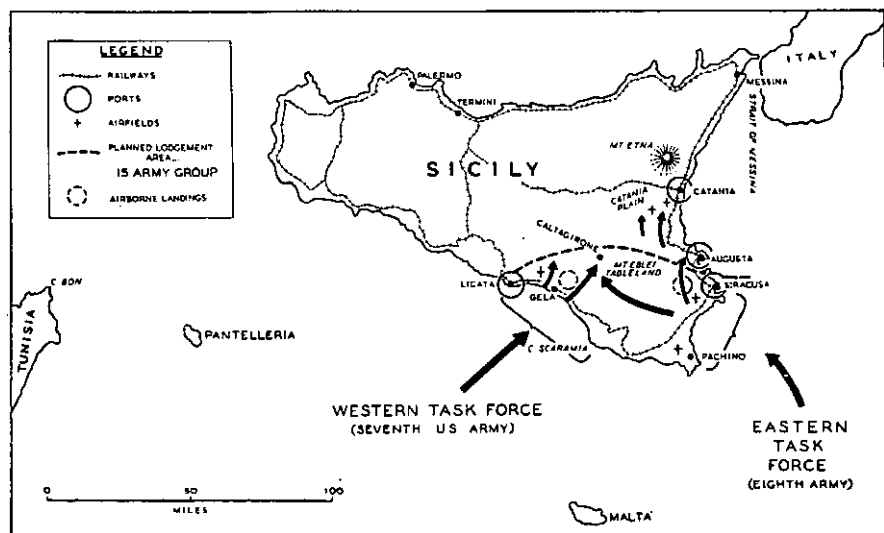 LEGEND
RAILWAYS
PORTS
AIRFIELDS
PLANNED LODGEMENT
AREA...
15 ARMY GROUP
AIRBORNE LANDINGS
ITALY
PALERMO
TERMINI
MESSINA
STRAIT OF MESSINA
MT. ETNA
SICILY
CATANIA
CATANIA
PLAIN
CALTAGIRONE
AUGUSTA
MT. EBLEI
TABLELAND
SIRACUSA
C. BON
LICATA
GELA
TUNISIA
PANTELLERIA
C. SCARAMIA
PACHINO
WESTERN TASK FORCE
(SEVENTH US ARMY)
EASTERN
TASK
FORCE
(EIGHTH ARMY)
0 50 100
MILES
MALTA